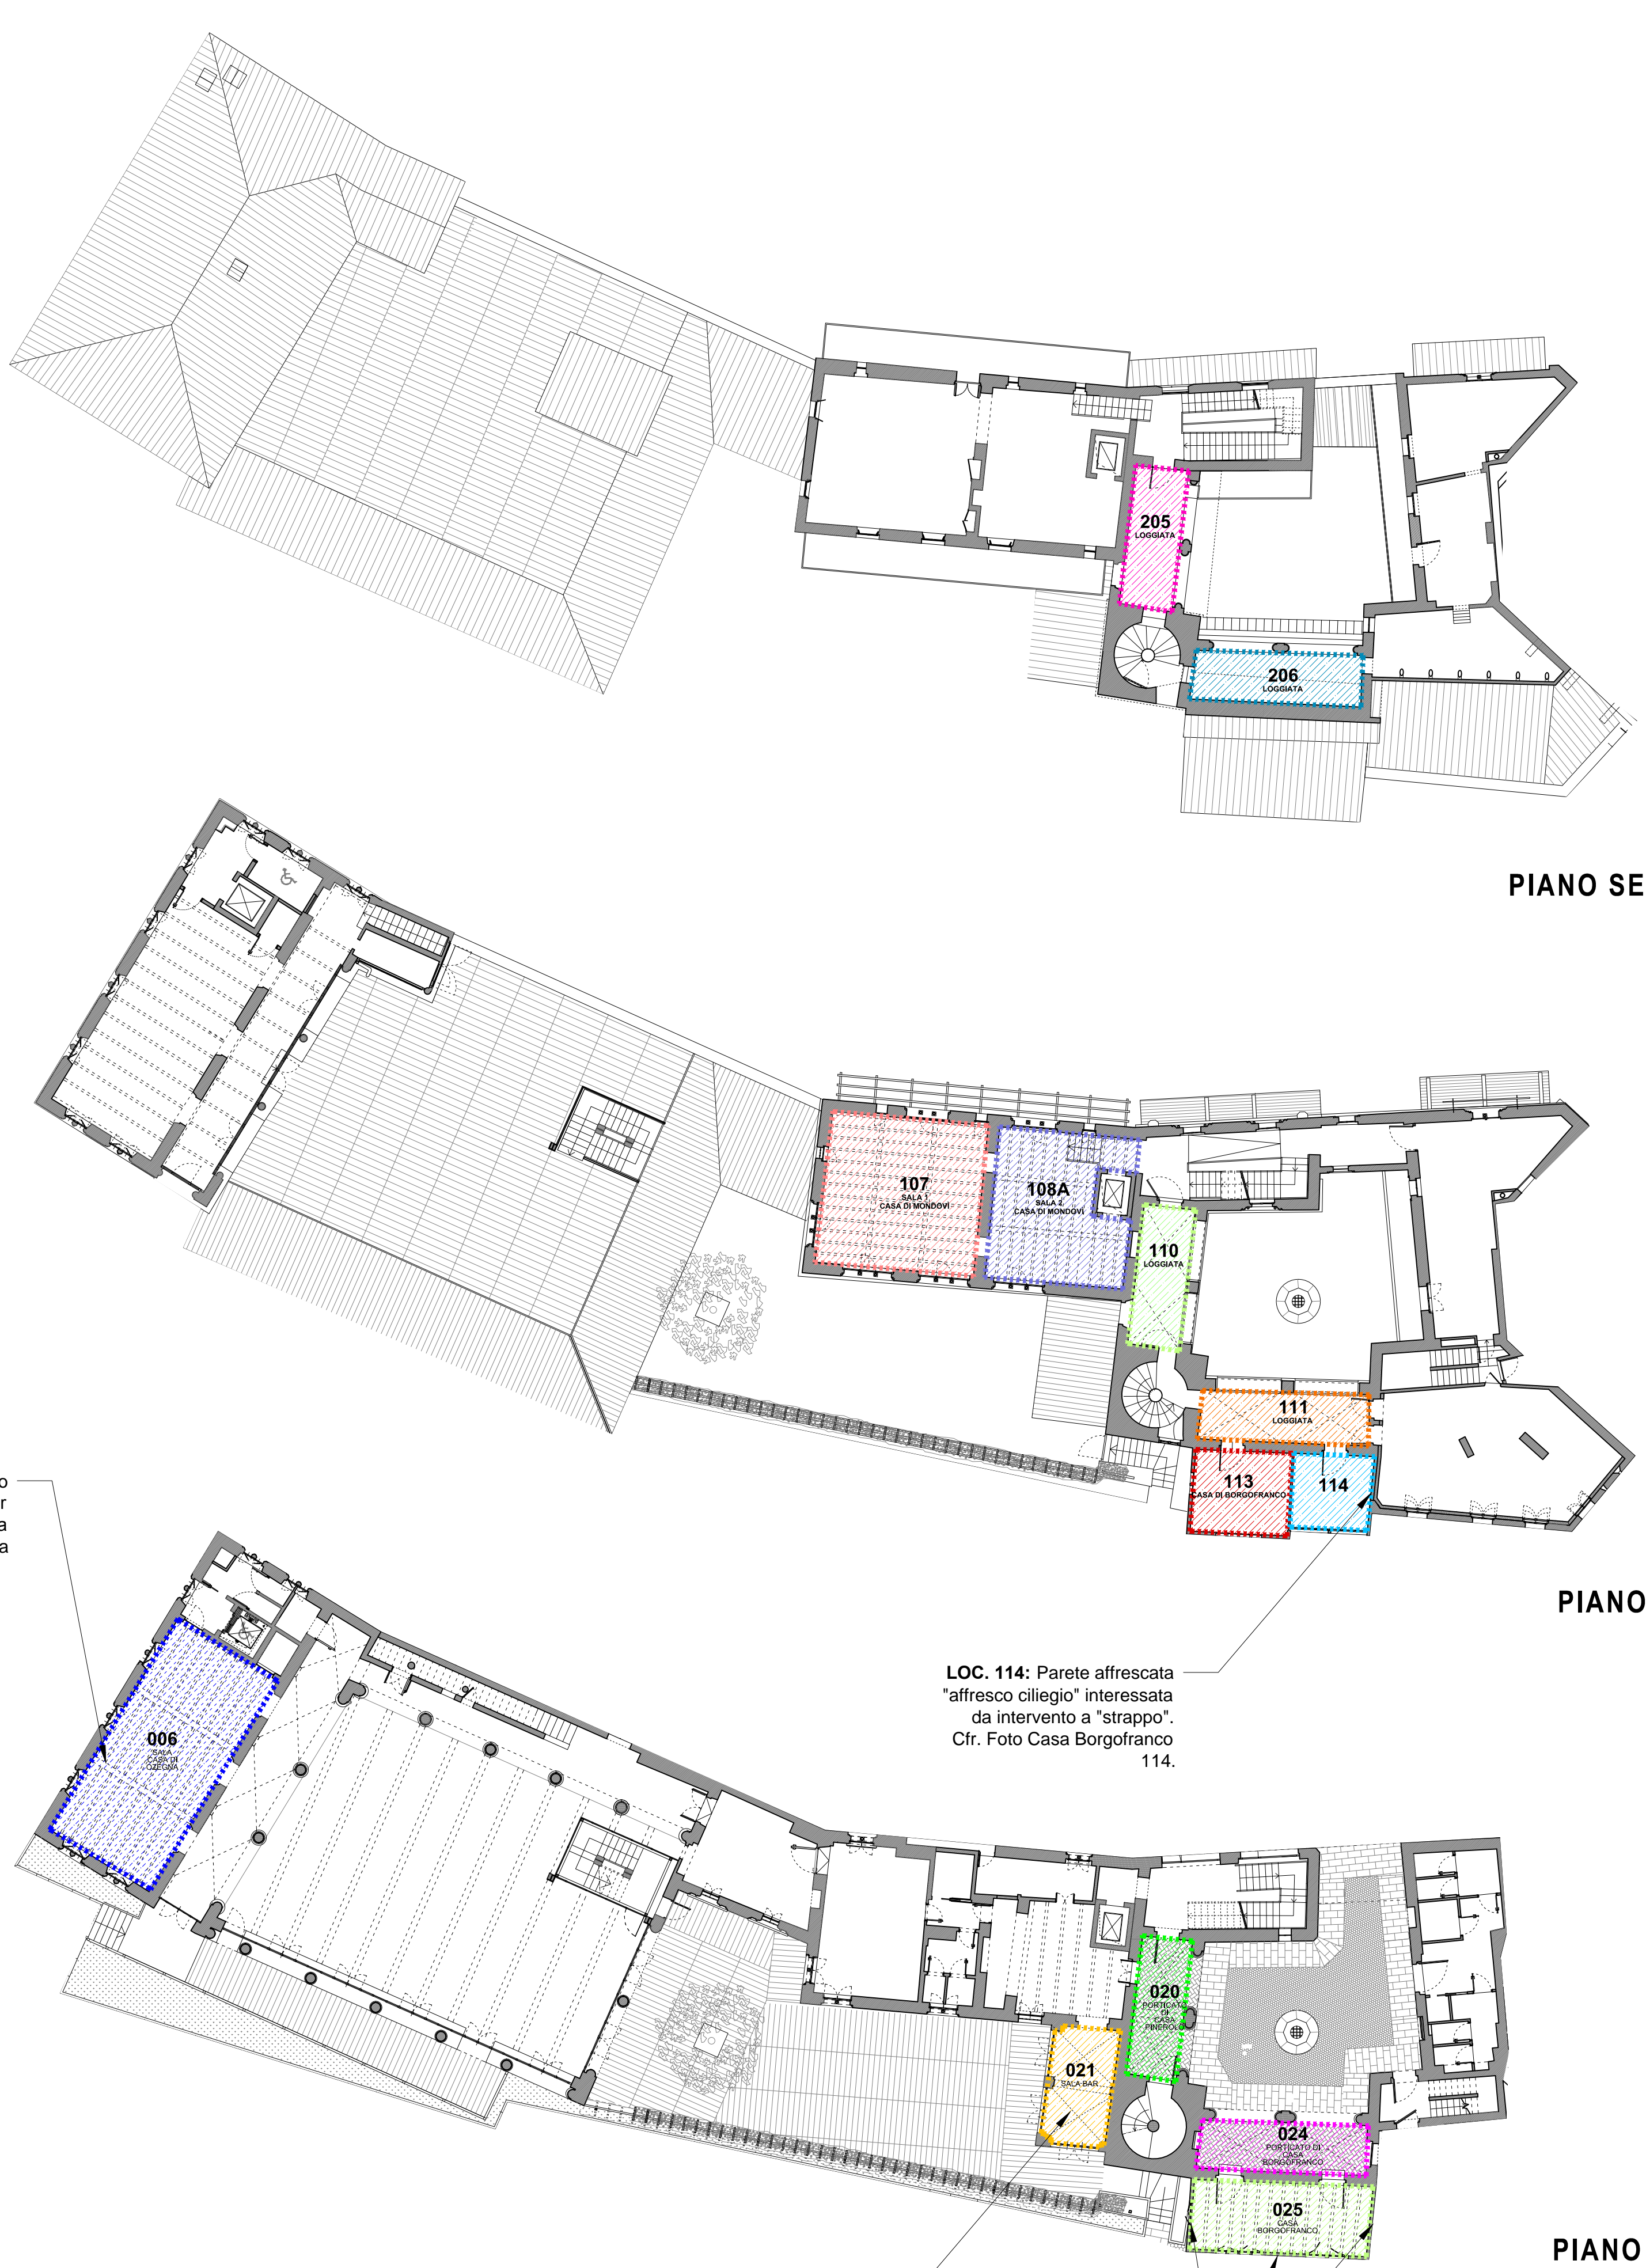 205
LOGGIATA
206
LOGGIATA
PIANO SE
107
SALA 1
CASA DI MONDOVÌ
108A
SALA 2
CASA DI MONDOVÌ
110
LOGGIATA
111
LOGGIATA
113
CASA DI BORGOFRANCO
114
PIANO
o
r
a
a
LOC. 114: Parete affrescata
"affresco ciliegio" interessata
da intervento a "strappo".
Cfr. Foto Casa Borgofranco
114.
006
SALA
CASA DI
OZEGNA
020
PORTICATO
DI
CASA
PINEROLO
021
SALA BAR
024
PORTICATO DI
CASA
BORGOFRANCO
025
CASA
BORGOFRANCO
PIANO